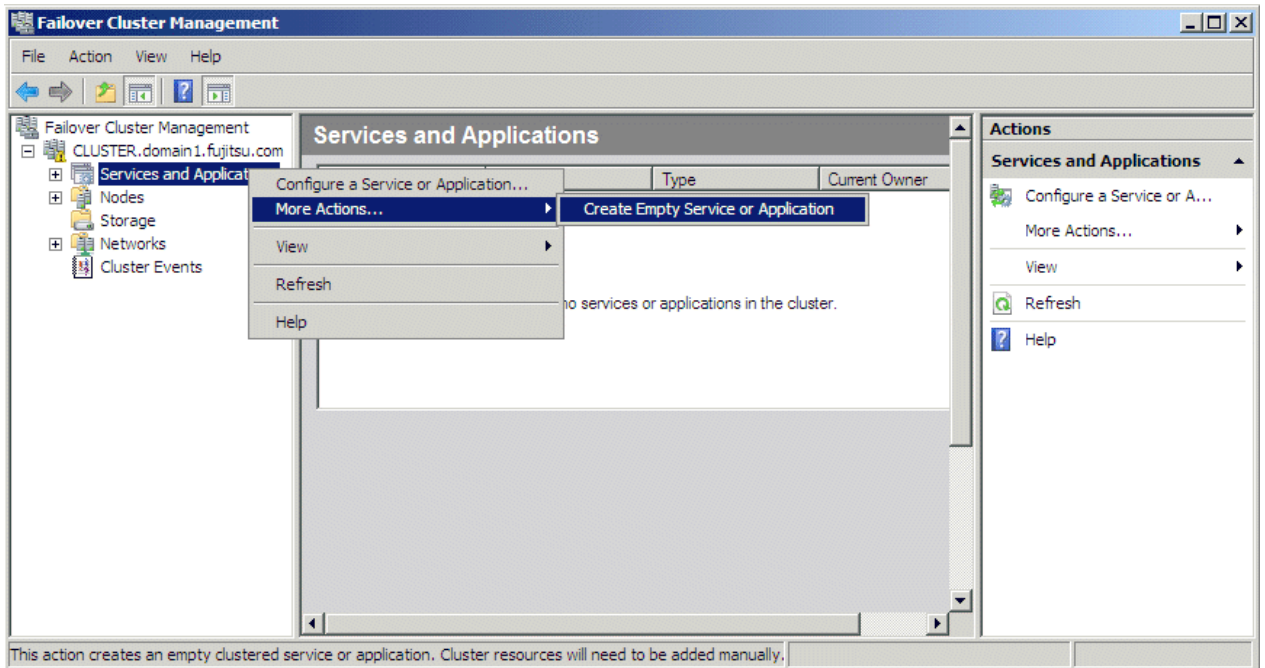 Failover Cluster Management
File Action View Help
Failover Cluster Management
CLUSTER.domain1.fujitsu.com
Services and Applicat
Nodes
Storage
Networks
Cluster Events
Configure a Service or Application...
More Actions...
View
Refresh
Help
Create Empty Service or Application
Services and Applications
Type Current Owner
no services or applications in the cluster.
Actions
Services and Applications
Configure a Service or A...
More Actions...
View
Refresh
Help
This action creates an empty clustered service or application. Cluster resources will need to be added manually.